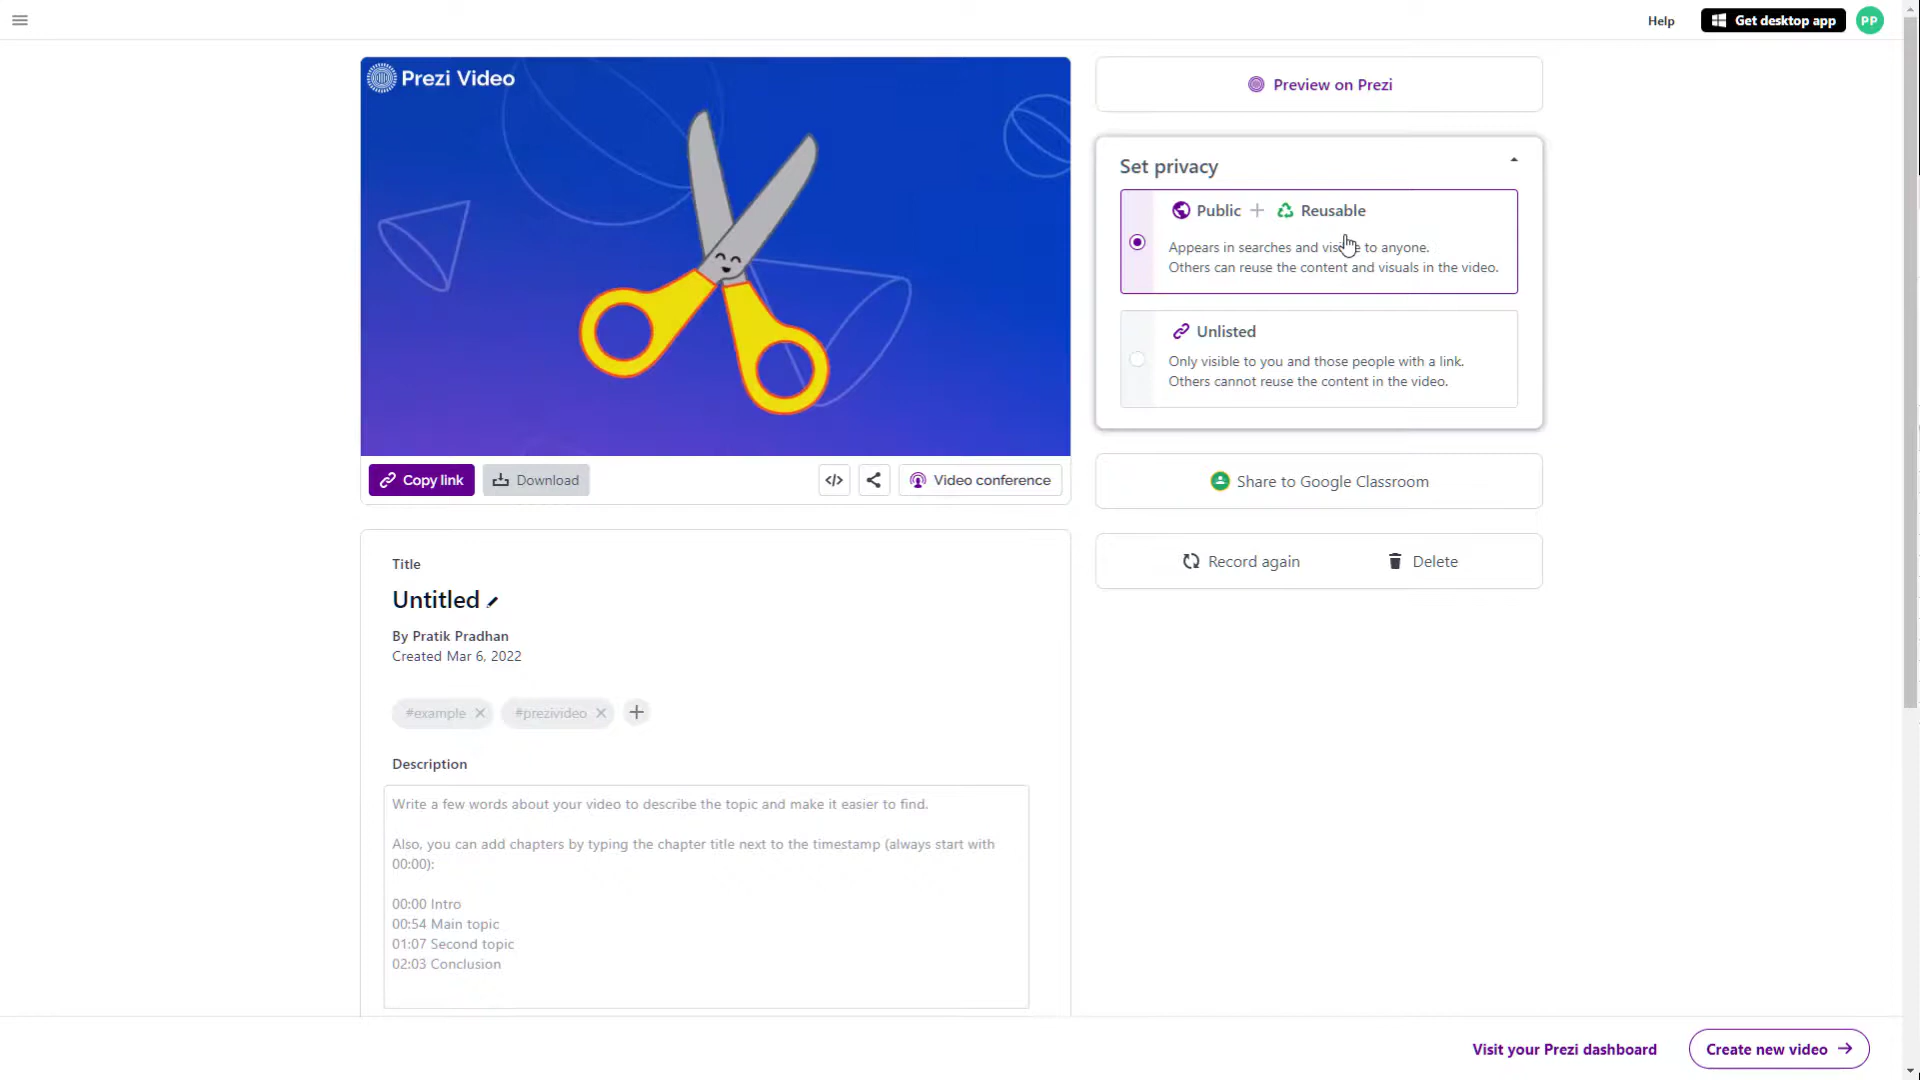 Help
Get desktop app
PP
Prezi Video
Preview on Prezi
Set privacy
Public
Reusable
Appears in searches and visible to anyone.
Others can reuse the content and visuals in the video.
Unlisted
Only visible to you and those people with a link.
Others cannot reuse the content in the video.
Copy link
Download
</>
Video conference
Share to Google Classroom
Record again
Delete
Title
Untitled
By Pratik Pradhan
Created Mar 6, 2022
#example
#prezivideo
Description
Write a few words about your video to describe the topic and make it easier to find.
Also, you can add chapters by typing the chapter title next to the timestamp (always start with
00:00):
00:00 Intro
00:54 Main topic
01:07 Second topic
02:03 Conclusion
Visit your Prezi dashboard
Create new video